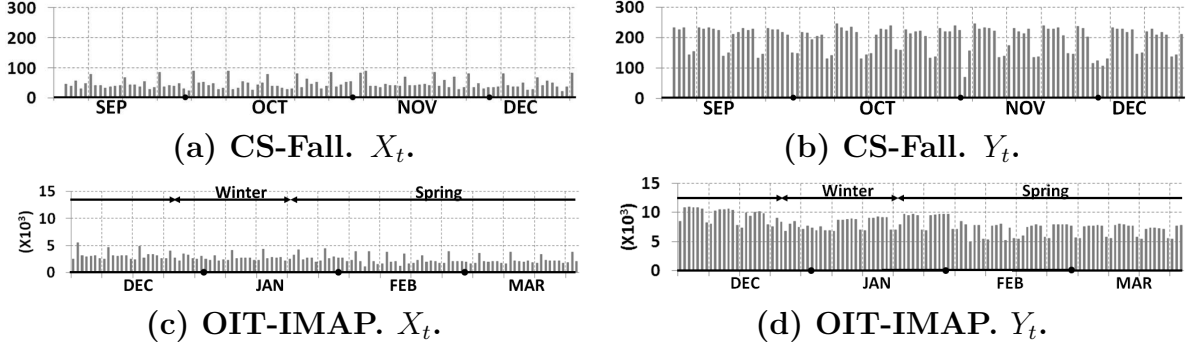 300
200
100
0
SEP OCT NOV DEC
(a) CS-Fall. Xt.
300
200
100
0
SEP OCT NOV DEC
(b) CS-Fall. Yt.
15
10
5
0
(X10³)
Winter Spring
DEC JAN FEB MAR
(c) OIT-IMAP. Xt.
15
10
5
0
(X10³)
Winter Spring
DEC JAN FEB MAR
(d) OIT-IMAP. Yt.